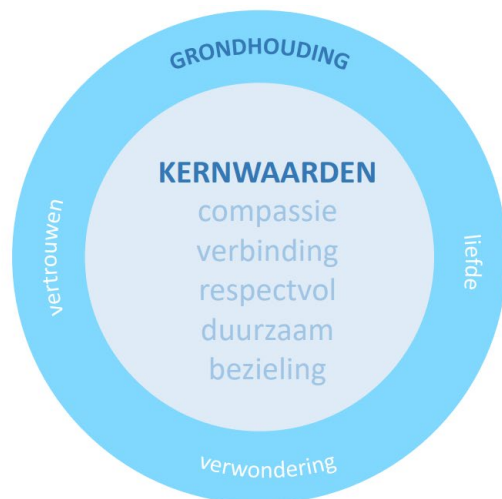 GRONDHOUDING
KERNWAARDEN
compassie
verbinding
respectvol
duurzaam
bezieling
vertrouwen
liefde
verwondering